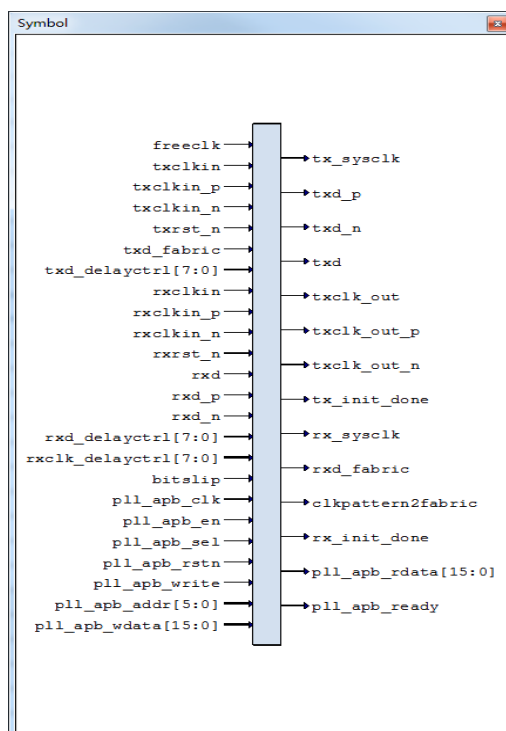 Symbol
freeclk
txclkin
txclkin_p
txclkin_n
txrst_n
txd_fabric
txd_delayctrl[7:0]
rxclkin
rxclkin_p
rxclkin_n
rxrst_n
rxd
rxd_p
rxd_n
rxd_delayctrl[7:0]
rxclk_delayctrl[7:0]
bitslip
pll_apb_clk
pll_apb_en
pll_apb_sel
pll_apb_rstn
pll_apb_write
pll_apb_addr[5:0]
pll_apb_wdata[15:0]
tx_sysclk
txd_p
txd_n
txd
txclk_out
txclk_out_p
txclk_out_n
tx_init_done
rx_sysclk
rxd_fabric
clkpattern2fabric
rx_init_done
pll_apb_rdata[15:0]
pll_apb_ready